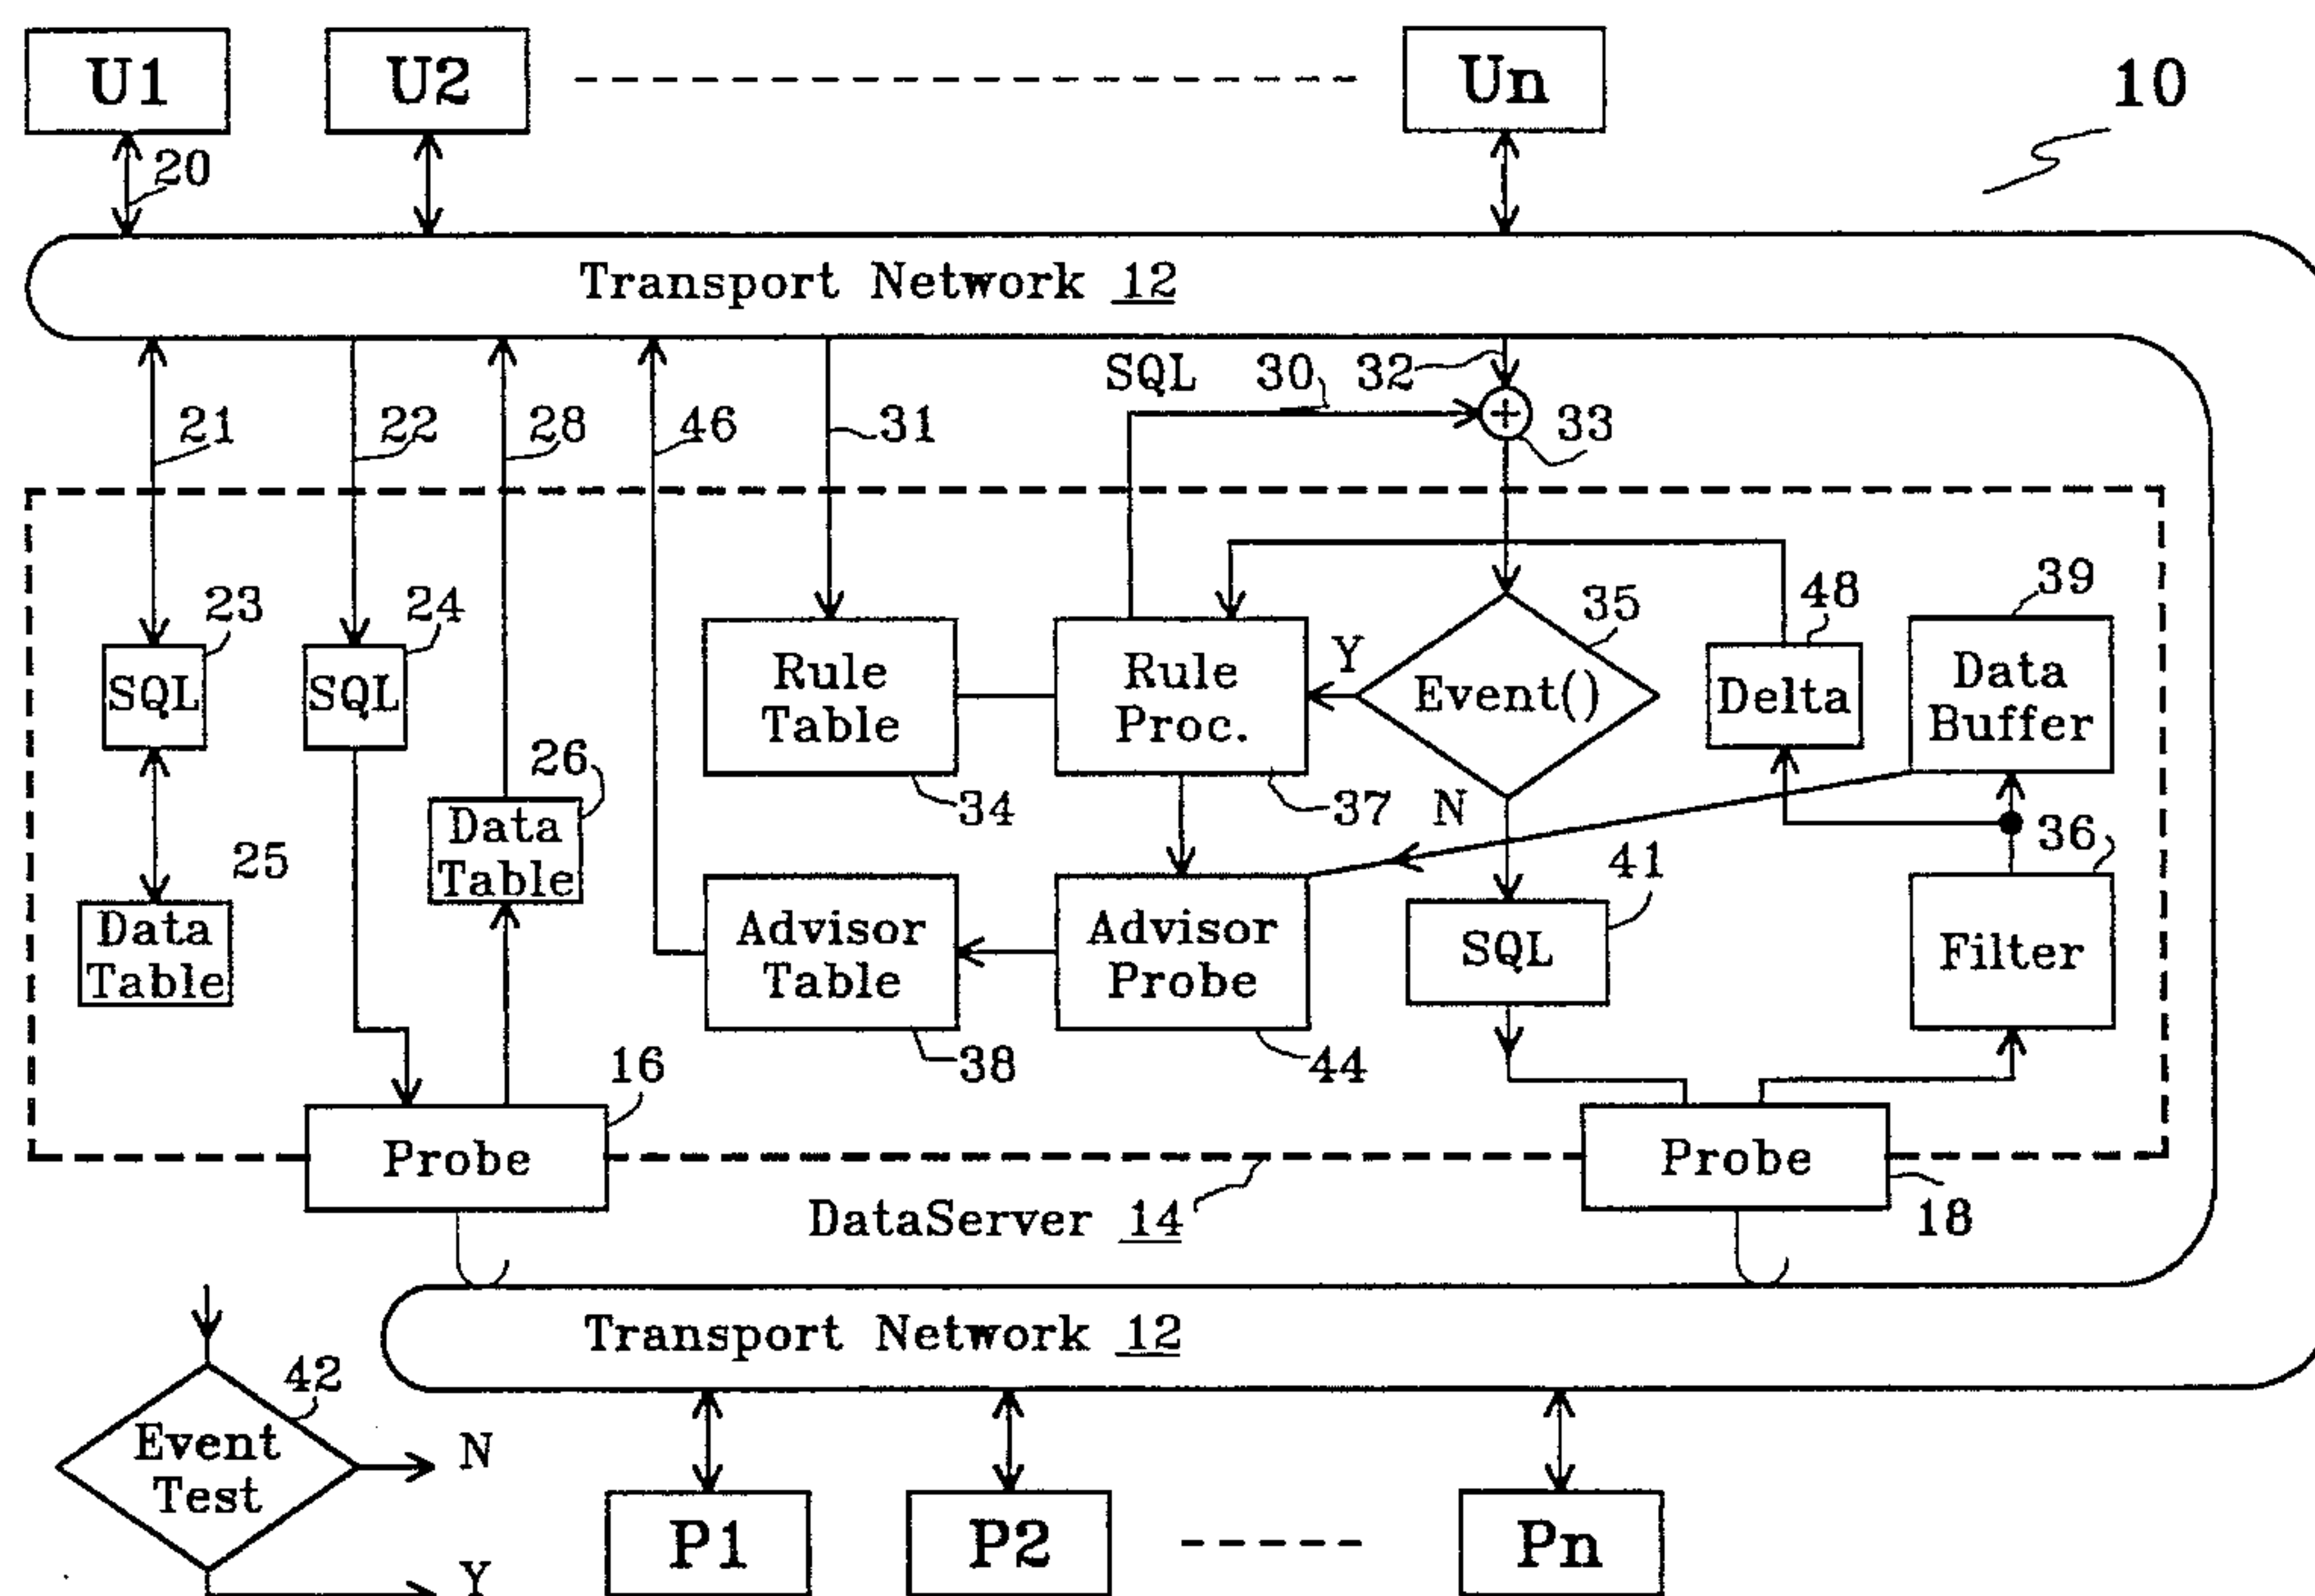 U1 U2 Un 10
20
Transport Network 12
SQL 30 32
21 22 28 46 31 33
23 24 35 48 39
SQL SQL Rule Table Rule Proc. Y Event() Delta Data Buffer
26 34 37 N 36
Data Table 25 41
Data Table Advisor Table Advisor Probe SQL Filter
16 38 44
Probe Probe
DataServer 14 18
Transport Network 12
42
Event Test N
P1 P2 Pn
Y